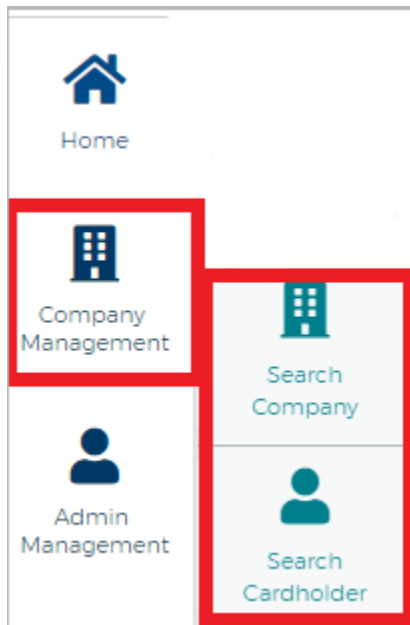 Home
Company
Management
Search
Company
Admin
Management
Search
Cardholder